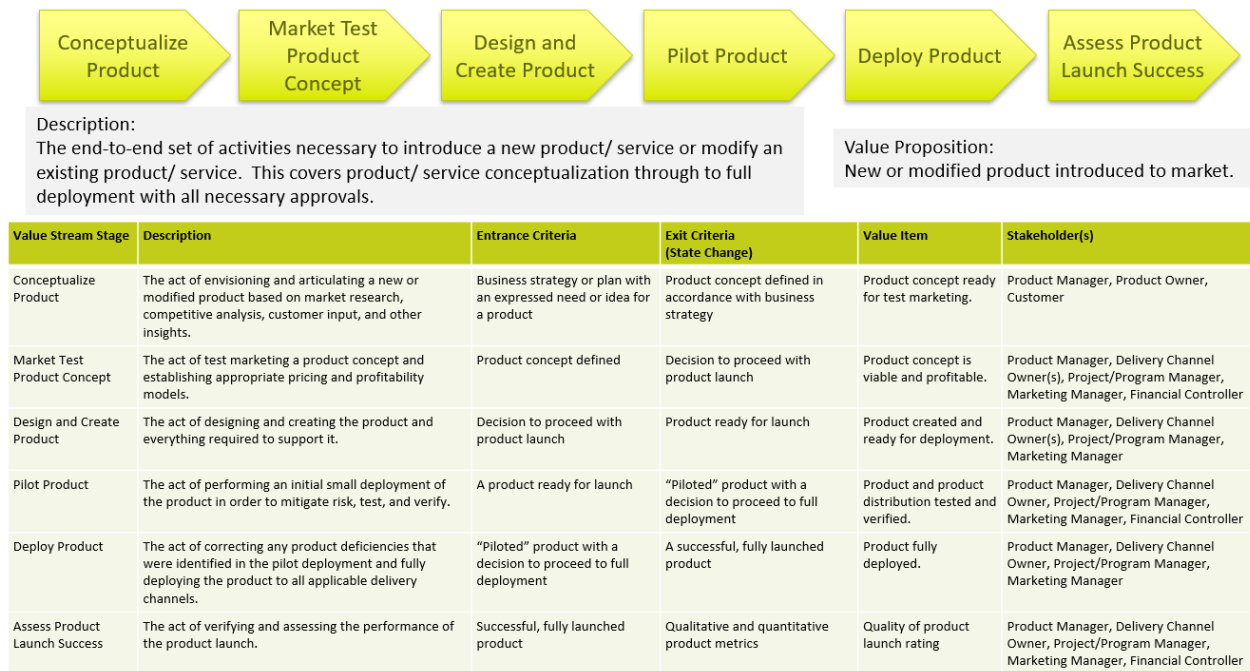 Conceptualize
Product
Market Test
Product
Concept
Design and
Create Product
Pilot Product
Deploy Product
Assess Product
Launch Success
Description:
The end-to-end set of activities necessary to introduce a new product/ service or modify an
existing product/ service.  This covers product/ service conceptualization through to full
deployment with all necessary approvals.
Value Proposition:
New or modified product introduced to market.
Value Stream Stage
Description
Entrance Criteria
Exit Criteria
(State Change)
Value Item
Stakeholder(s)
Conceptualize
Product
The act of envisioning and articulating a new or
modified product based on market research,
competitive analysis, customer input, and other
insights.
Business strategy or plan with
an expressed need or idea for
a product
Product concept defined in
accordance with business
strategy
Product concept ready
for test marketing.
Product Manager, Product Owner,
Customer
Market Test
Product Concept
The act of test marketing a product concept and
establishing appropriate pricing and profitability
models.
Product concept defined
Decision to proceed with
product launch
Product concept is
viable and profitable.
Product Manager, Delivery Channel
Owner(s), Project/Program Manager,
Marketing Manager, Financial Controller
Design and Create
Product
The act of designing and creating the product and
everything required to support it.
Decision to proceed with
product launch
Product ready for launch
Product created and
ready for deployment.
Product Manager, Delivery Channel
Owner(s), Project/Program Manager,
Marketing Manager
Pilot Product
The act of performing an initial small deployment of
the product in order to mitigate risk, test, and verify.
A product ready for launch
“Piloted” product with a
decision to proceed to full
deployment
Product and product
distribution tested and
verified.
Product Manager, Delivery Channel
Owner, Project/Program Manager,
Marketing Manager, Financial Controller
Deploy Product
The act of correcting any product deficiencies that
were identified in the pilot deployment and fully
deploying the product to all applicable delivery
channels.
“Piloted” product with a
decision to proceed to full
deployment
A successful, fully launched
product
Product fully
deployed.
Product Manager, Delivery Channel
Owner, Project/Program Manager,
Marketing Manager
Assess Product
Launch Success
The act of verifying and assessing the performance of
the product launch.
Successful, fully launched
product
Qualitative and quantitative
product metrics
Quality of product
launch rating
Product Manager, Delivery Channel
Owner, Project/Program Manager,
Marketing Manager, Financial Controller